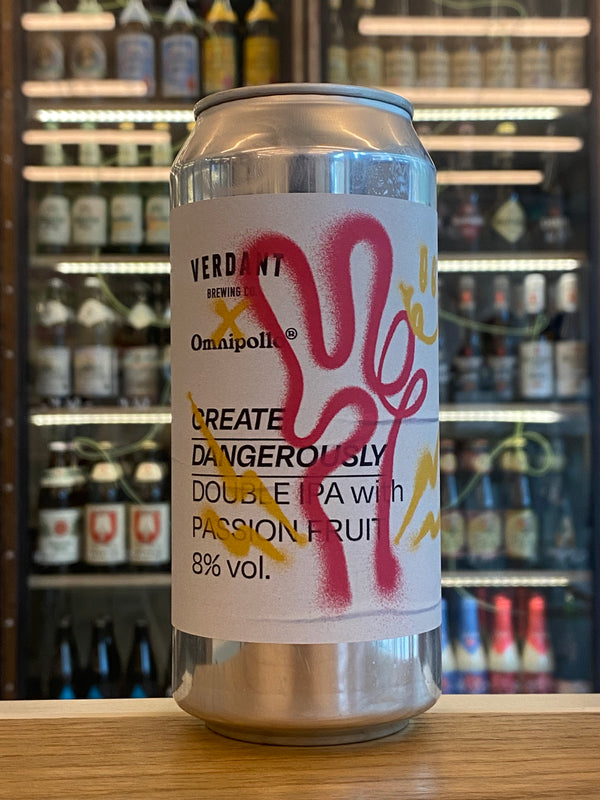 VERDANT
BREWING CO.
X
Omnipollo®
CREATE
DANGEROUSLY
DOUBLE IPA with
PASSION FRUIT
8% vol.